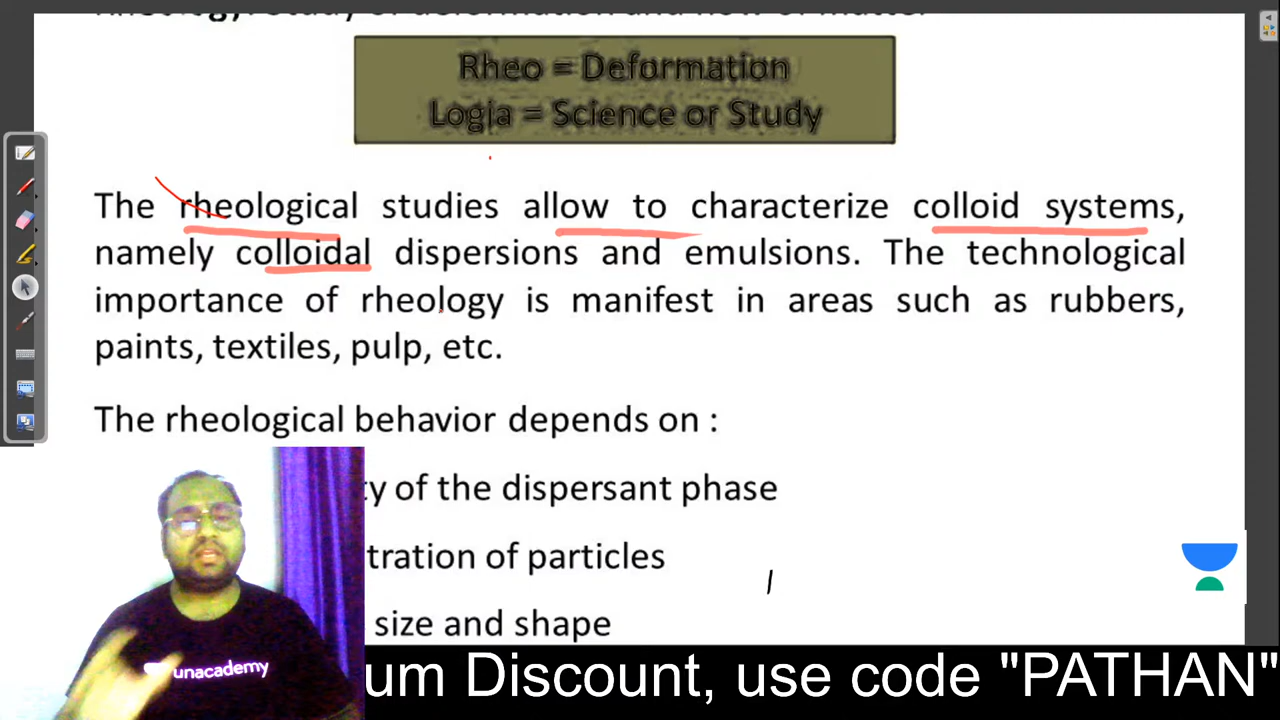 Rheo = Deformation
Logia = Science or Study
The rheological studies allow to characterize colloid systems,
namely colloidal dispersions and emulsions. The technological
importance of rheology is manifest in areas such as rubbers,
paints, textiles, pulp, etc.
The rheological behavior depends on :
ty of the dispersant phase
tration of particles
size and shape
unacademy
um Discount, use code "PATHAN"